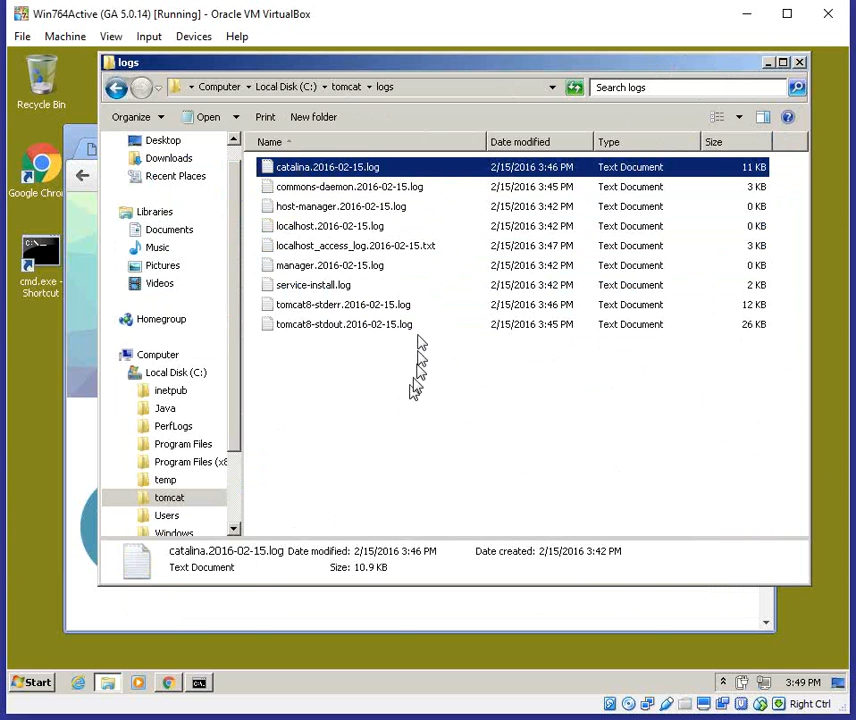 Win764Active (GA 5.0.14) [Running] - Oracle VM VirtualBox
File Machine View Input Devices Help
Recycle Bin
Google Chro
cmd.exe -
Shortcut
logs
Computer Local Disk (C:) tomcat logs
Search logs
Organize Open Print New folder
Desktop
Downloads
Recent Places
Libraries
Documents
Music
Pictures
Videos
Homegroup
Computer
Local Disk (C:)
inetpub
Java
PerfLogs
Program Files
Program Files (x8
temp
tomcat
Users
Windows
Name Date modified Type Size
catalina.2016-02-15.log 2/15/2016 3:46 PM Text Document 11 KB
commons-daemon.2016-02-15.log 2/15/2016 3:45 PM Text Document 3 KB
host-manager.2016-02-15.log 2/15/2016 3:42 PM Text Document 0 KB
localhost.2016-02-15.log 2/15/2016 3:42 PM Text Document 0 KB
localhost_access_log.2016-02-15.txt 2/15/2016 3:47 PM Text Document 3 KB
manager.2016-02-15.log 2/15/2016 3:42 PM Text Document 0 KB
service-install.log 2/15/2016 3:42 PM Text Document 2 KB
tomcat8-stderr.2016-02-15.log 2/15/2016 3:46 PM Text Document 12 KB
tomcat8-stdout.2016-02-15.log 2/15/2016 3:45 PM Text Document 26 KB
catalina.2016-02-15.log Date modified: 2/15/2016 3:46 PM Date created: 2/15/2016 3:42 PM
Text Document Size: 10.9 KB
Start 3:49 PM
Right Ctrl